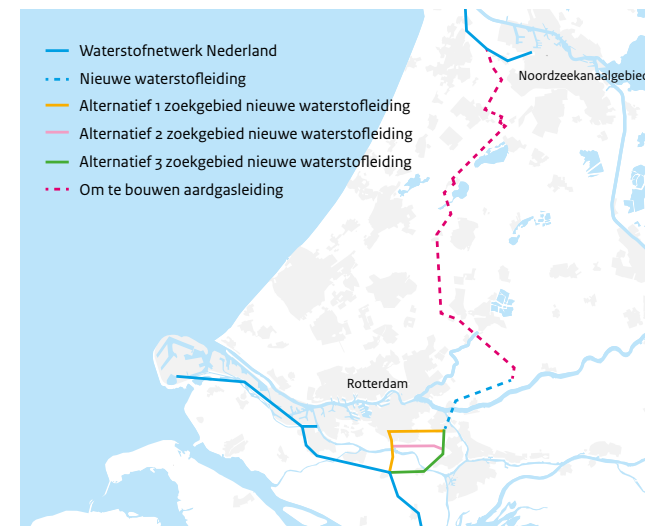 Waterstofnetwerk Nederland
Nieuwe waterstofleiding
Alternatief 1 zoekgebied nieuwe waterstofleiding
Alternatief 2 zoekgebied nieuwe waterstofleiding
Alternatief 3 zoekgebied nieuwe waterstofleiding
Om te bouwen aardgasleiding
Noordzeekanaalgebied
Rotterdam